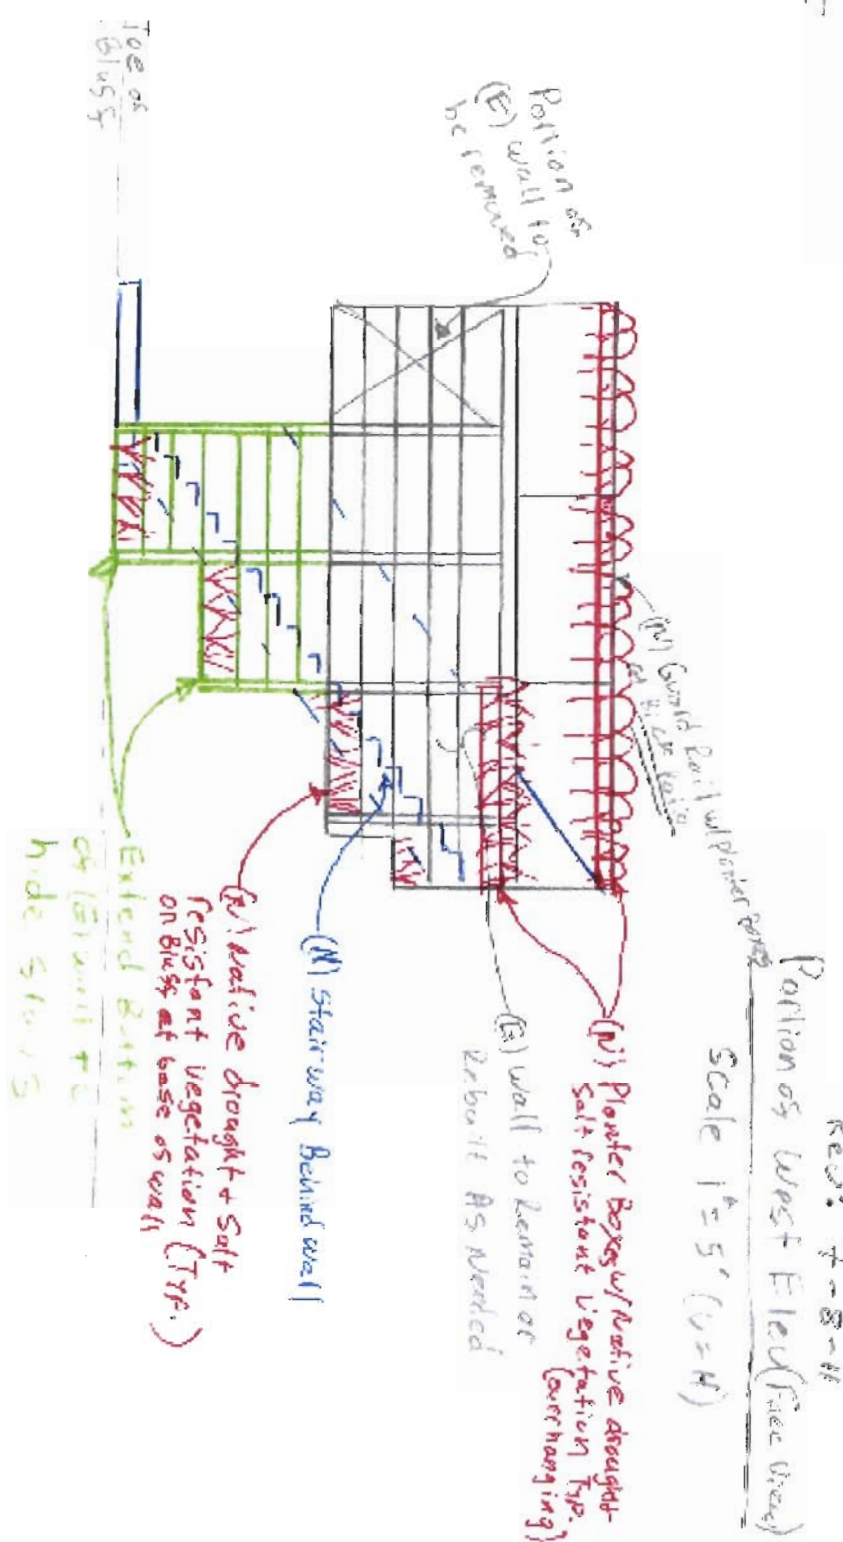 Rev: 7-8-11
Portion of West Elev (Face View)
Scale 1" = 5' (V=H)
(N) Guard Rail w/ Planter Boxes
Portion of
(E) wall to
be removed
(N) Planter Boxes w/ Native drought
Salt resistant Vegetation Typ.
(overhanging)
(E) wall to Remain or
Rebuilt As Needed
(N) Stairway Behind wall
(N) Native drought + Salt
resistant Vegetation (Typ.)
on Bluff at base of wall
Extend Bottom
of (E) wall to
hide stairs
Toe of
Bluff